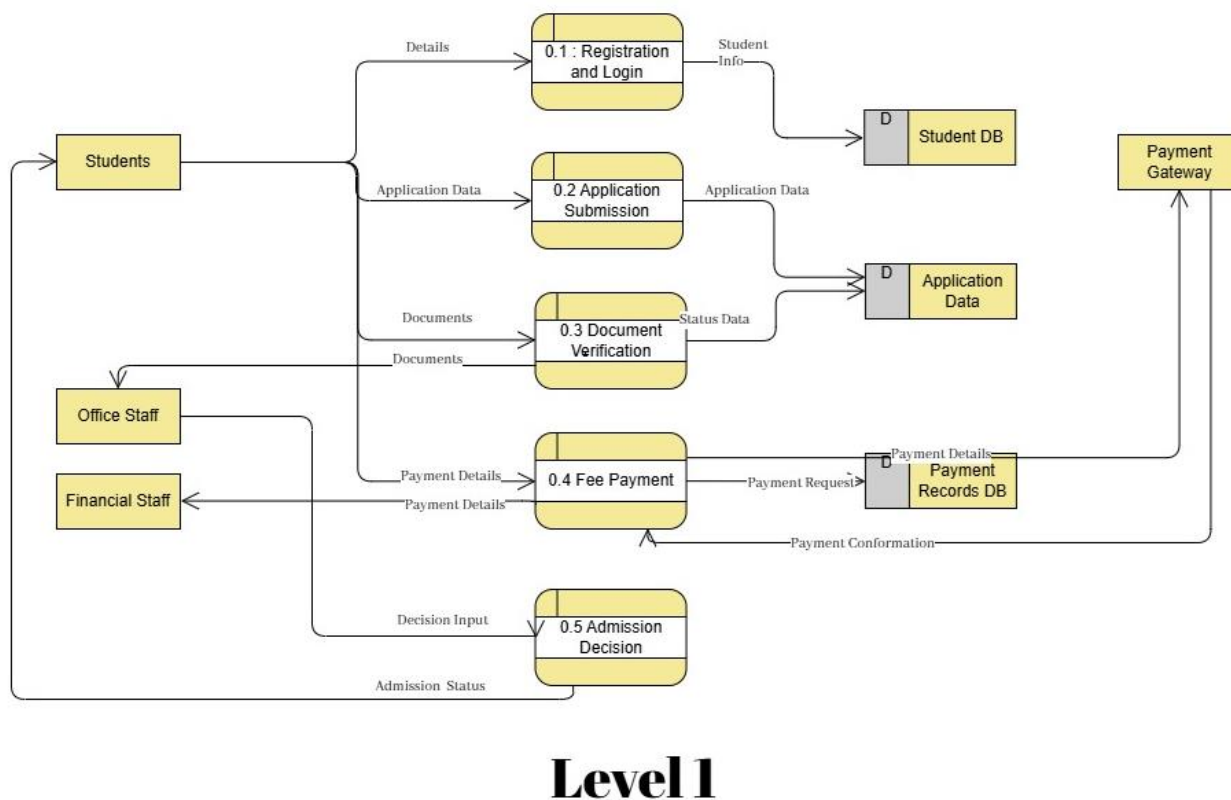 Details
0.1 : Registration
and Login
Student
Info
D
Student DB
Students
Payment
Gateway
Application Data
0.2 Application
Submission
Application Data
D
Application
Data
Documents
0.3 Document
Verification
Status Data
Documents
Office Staff
Payment Details
0.4 Fee Payment
Payment Details
Payment Request
D
Payment
Records DB
Financial Staff
Payment Details
Payment Conformation
Decision Input
0.5 Admission
Decision
Admission Status
Level 1